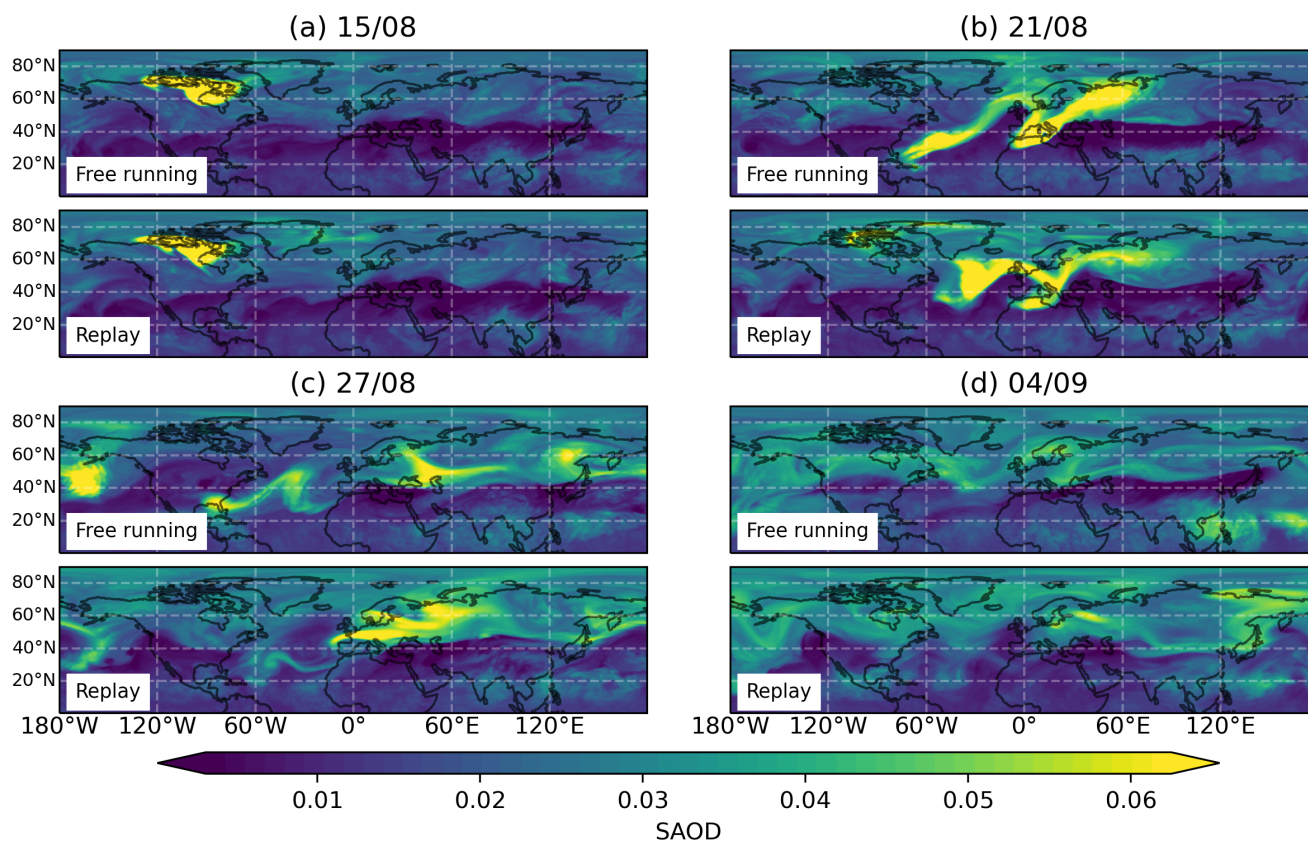 (a) 15/08
(b) 21/08
80°N
60°N
40°N
20°N
Free running
Free running
80°N
60°N
40°N
20°N
Replay
Replay
(c) 27/08
(d) 04/09
80°N
60°N
40°N
20°N
Free running
Free running
80°N
60°N
40°N
20°N
Replay
Replay
180°W 120°W 60°W 0° 60°E 120°E
180°W 120°W 60°W 0° 60°E 120°E
0.01 0.02 0.03 0.04 0.05 0.06
SAOD